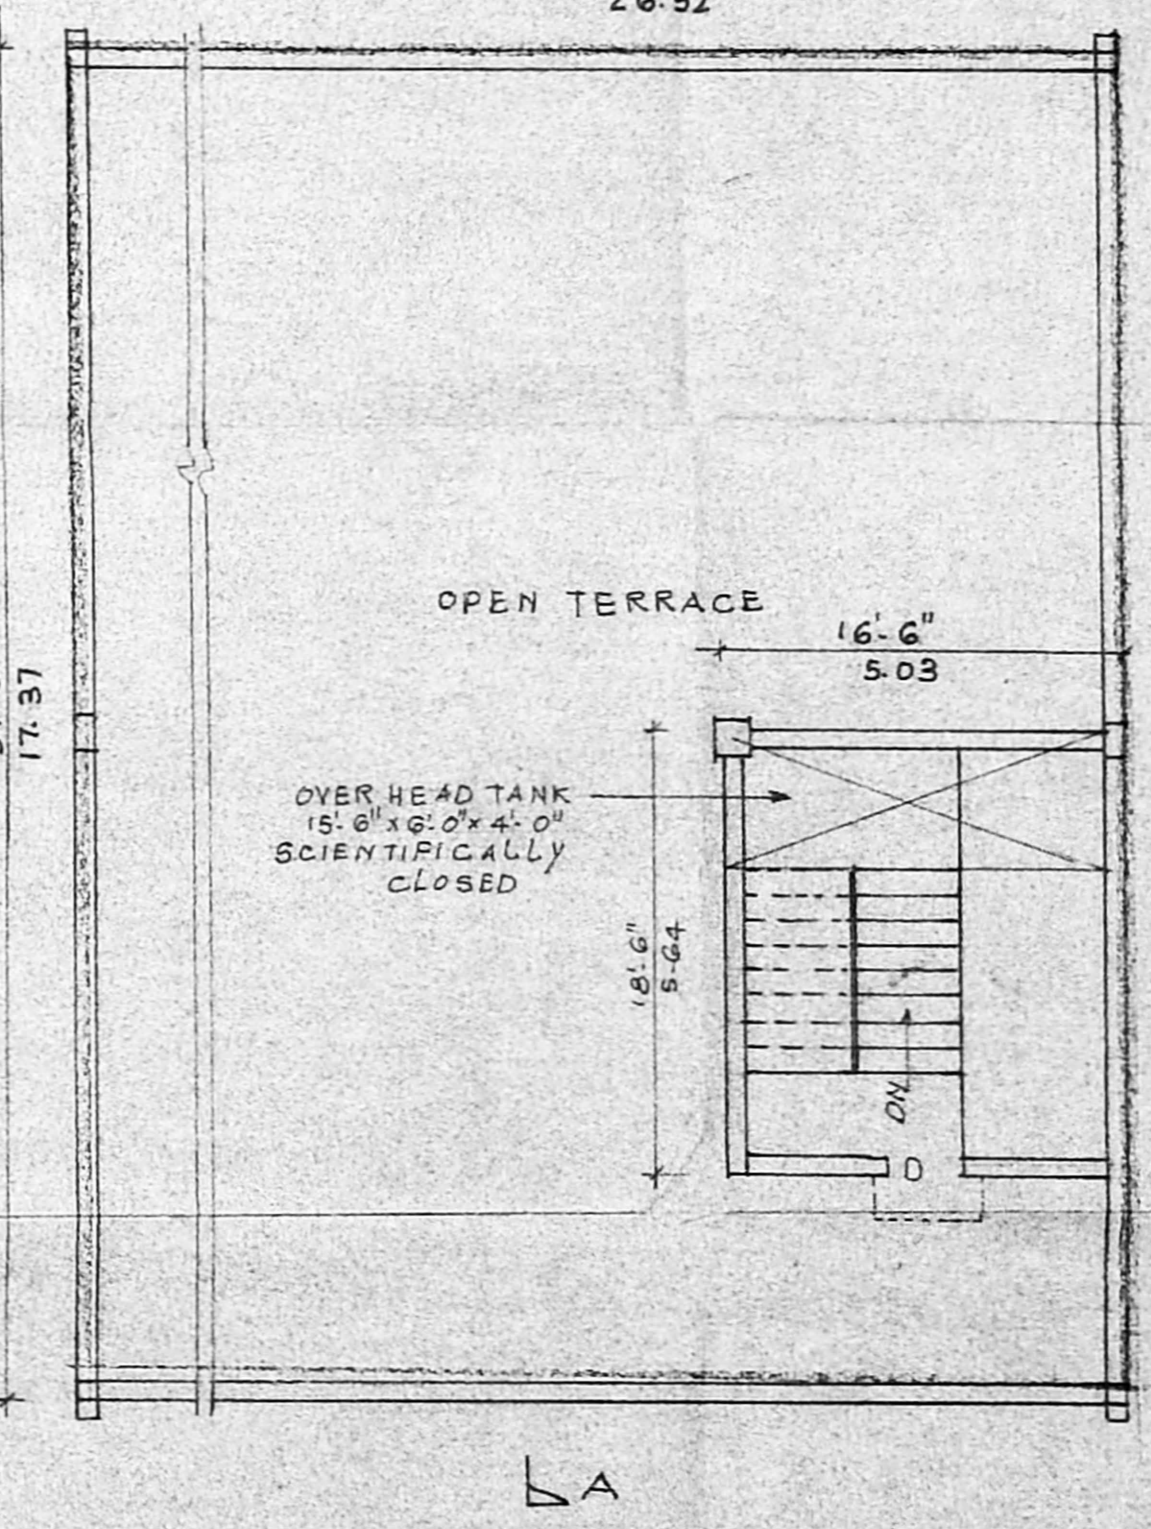 26.52
OPEN TERRACE
16'-6"
5.03
17.37
OVER HEAD TANK
15'-6"x6'-0"x4'-0"
SCIENTIFICALLY
CLOSED
18'-6"
5.64
DN
D
A